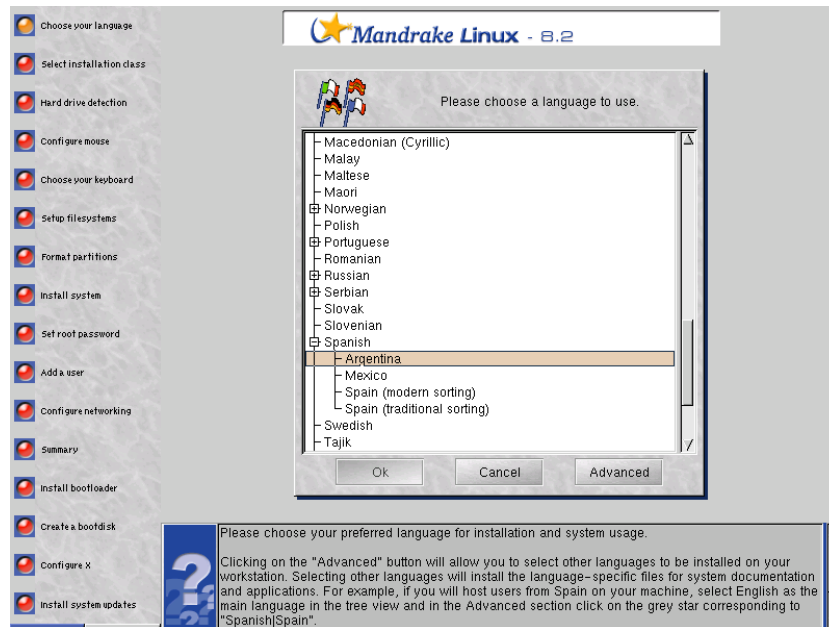 Choose your language
Select installation class
Hard drive detection
Configure mouse
Choose your keyboard
Setup filesystems
Format partitions
Install system
Set root password
Add a user
Configure networking
Summary
Install bootloader
Create a bootdisk
Configure X
Install system updates
Mandrake Linux - 8.2
Please choose a language to use.
Macedonian (Cyrillic)
Malay
Maltese
Maori
Norwegian
Polish
Portuguese
Romanian
Russian
Serbian
Slovak
Slovenian
Spanish
Argentina
Mexico
Spain (modern sorting)
Spain (traditional sorting)
Swedish
Tajik
Ok
Cancel
Advanced
Please choose your preferred language for installation and system usage.
Clicking on the "Advanced" button will allow you to select other languages to be installed on your
workstation. Selecting other languages will install the language-specific files for system documentation
and applications. For example, if you will host users from Spain on your machine, select English as the
main language in the tree view and in the Advanced section click on the grey star corresponding to
"Spanish|Spain".